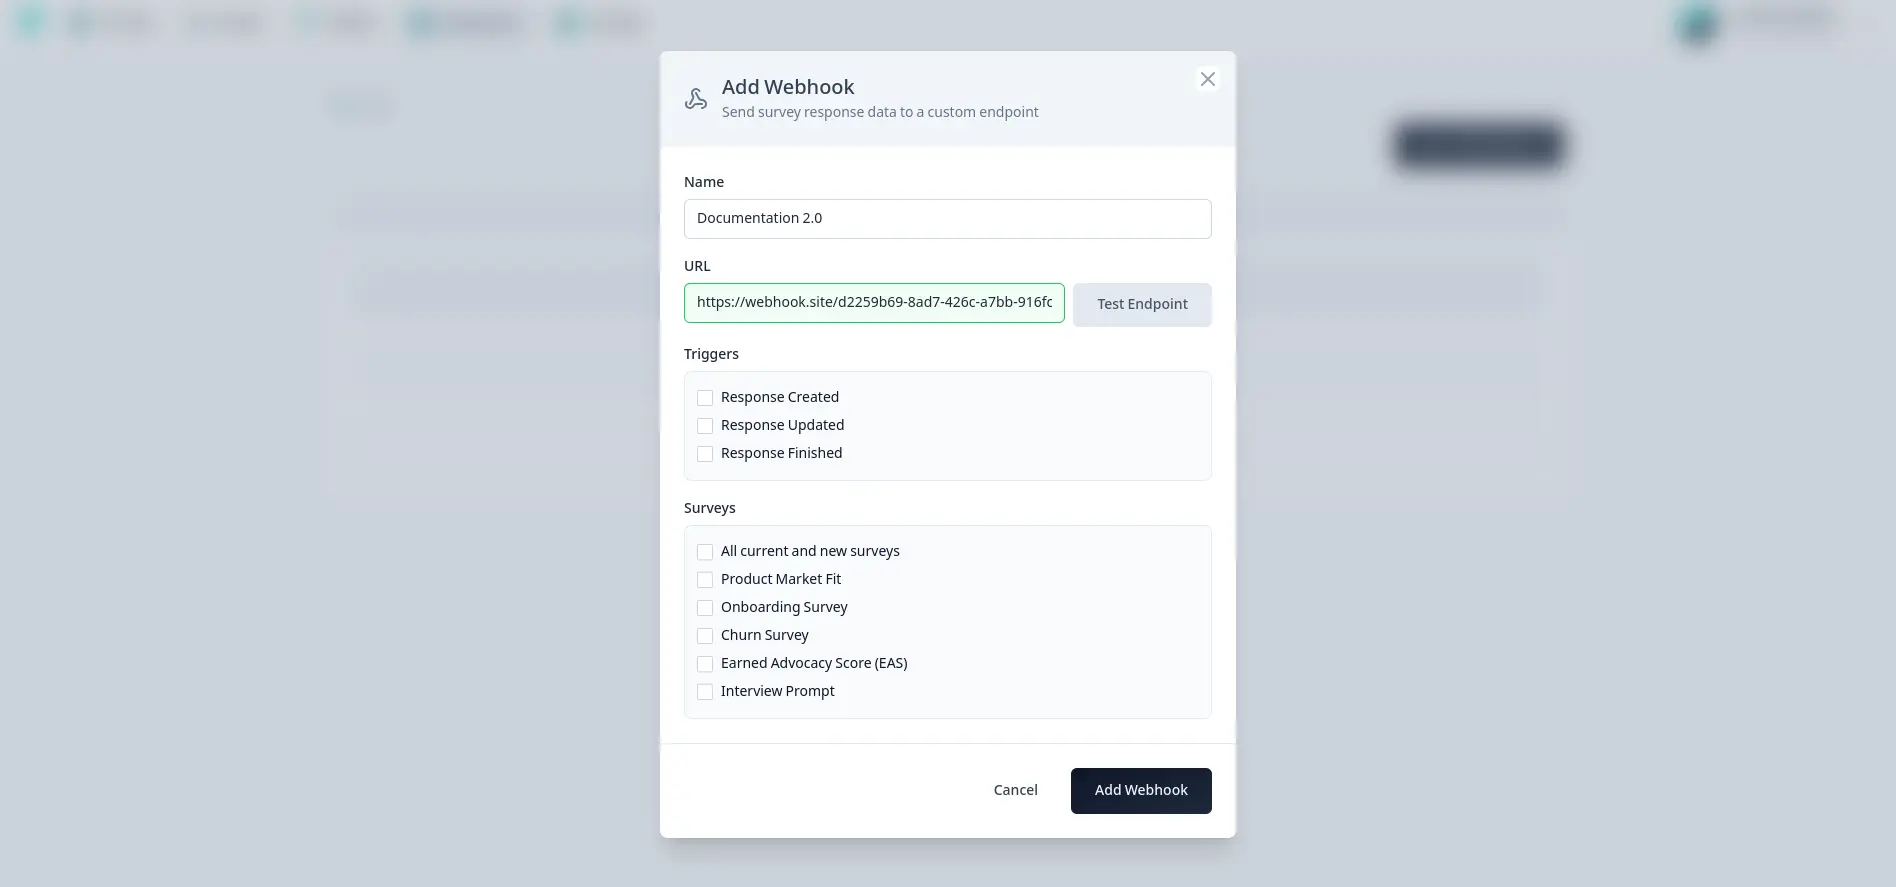 Add Webhook
Send survey response data to a custom endpoint
Name
Documentation 2.0
URL
https://webhook.site/d2259b69-8ad7-426c-a7bb-916fc
Test Endpoint
Triggers
Response Created
Response Updated
Response Finished
Surveys
All current and new surveys
Product Market Fit
Onboarding Survey
Churn Survey
Earned Advocacy Score (EAS)
Interview Prompt
Cancel
Add Webhook